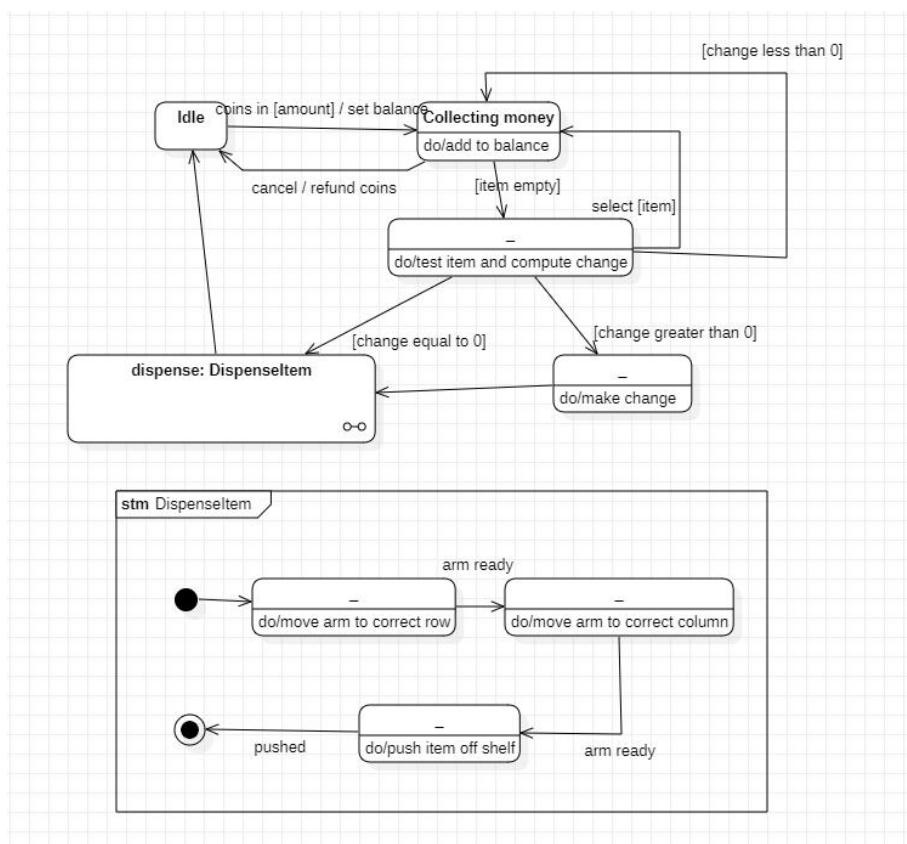 [change less than 0]
Idle
coins in [amount] / set balance
Collecting money
do/add to balance
cancel / refund coins
[item empty]
select [item]
_
do/test item and compute change
[change equal to 0]
[change greater than 0]
dispense: DispenseItem
_
do/make change
stm DispenseItem
arm ready
_
do/move arm to correct row
_
do/move arm to correct column
_
do/push item off shelf
pushed
arm ready